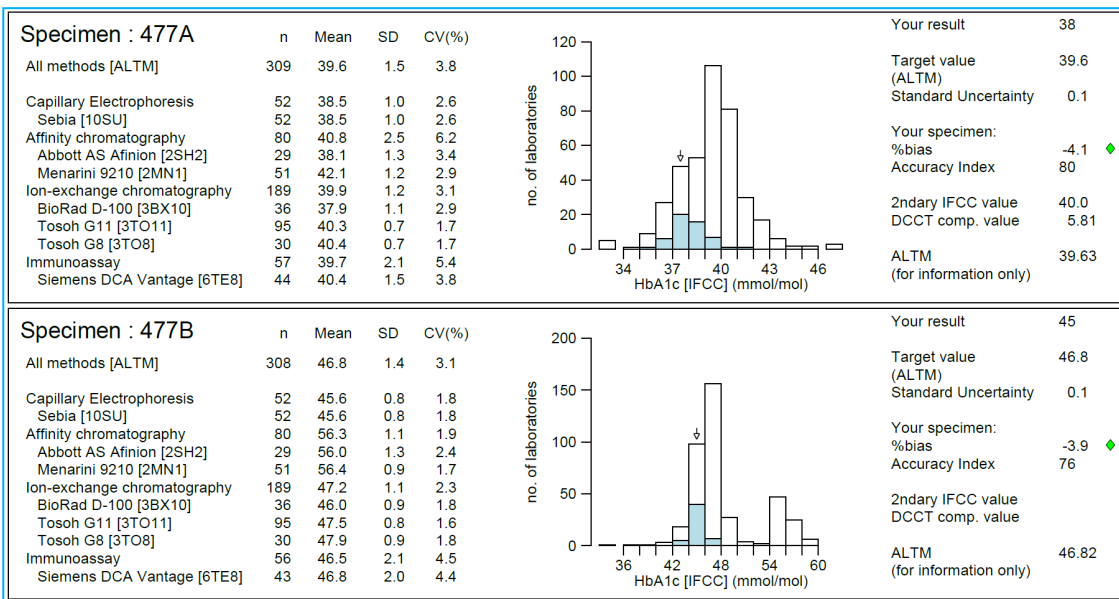 Specimen : 477A n Mean SD CV(%)
All methods [ALTM] 309 39.6 1.5 3.8
Capillary Electrophoresis 52 38.5 1.0 2.6
Sebia [10SU] 52 38.5 1.0 2.6
Affinity chromatography 80 40.8 2.5 6.2
Abbott AS Afinion [2SH2] 29 38.1 1.3 3.4
Menarini 9210 [2MN1] 51 42.1 1.2 2.9
Ion-exchange chromatography 189 39.9 1.2 3.1
BioRad D-100 [3BX10] 36 37.9 1.1 2.9
Tosoh G11 [3TO11] 95 40.3 0.7 1.7
Tosoh G8 [3TO8] 30 40.4 0.7 1.7
Immunoassay 57 39.7 2.1 5.4
Siemens DCA Vantage [6TE8] 44 40.4 1.5 3.8
no. of laboratories
120
100
80
60
40
20
0
34 37 40 43 46
HbA1c [IFCC] (mmol/mol)
Your result 38
Target value 39.6
(ALTM)
Standard Uncertainty 0.1
Your specimen:
%bias -4.1
Accuracy Index 80
2ndary IFCC value 40.0
DCCT comp. value 5.81
ALTM 39.63
(for information only)
Specimen : 477B n Mean SD CV(%)
All methods [ALTM] 308 46.8 1.4 3.1
Capillary Electrophoresis 52 45.6 0.8 1.8
Sebia [10SU] 52 45.6 0.8 1.8
Affinity chromatography 80 56.3 1.1 1.9
Abbott AS Afinion [2SH2] 29 56.0 1.3 2.4
Menarini 9210 [2MN1] 51 56.4 0.9 1.7
Ion-exchange chromatography 189 47.2 1.1 2.3
BioRad D-100 [3BX10] 36 46.0 0.9 1.8
Tosoh G11 [3TO11] 95 47.5 0.8 1.6
Tosoh G8 [3TO8] 30 47.9 0.9 1.8
Immunoassay 56 46.5 2.1 4.5
Siemens DCA Vantage [6TE8] 43 46.8 2.0 4.4
no. of laboratories
200
150
100
50
0
36 42 48 54 60
HbA1c [IFCC] (mmol/mol)
Your result 45
Target value 46.8
(ALTM)
Standard Uncertainty 0.1
Your specimen:
%bias -3.9
Accuracy Index 76
2ndary IFCC value
DCCT comp. value
ALTM 46.82
(for information only)